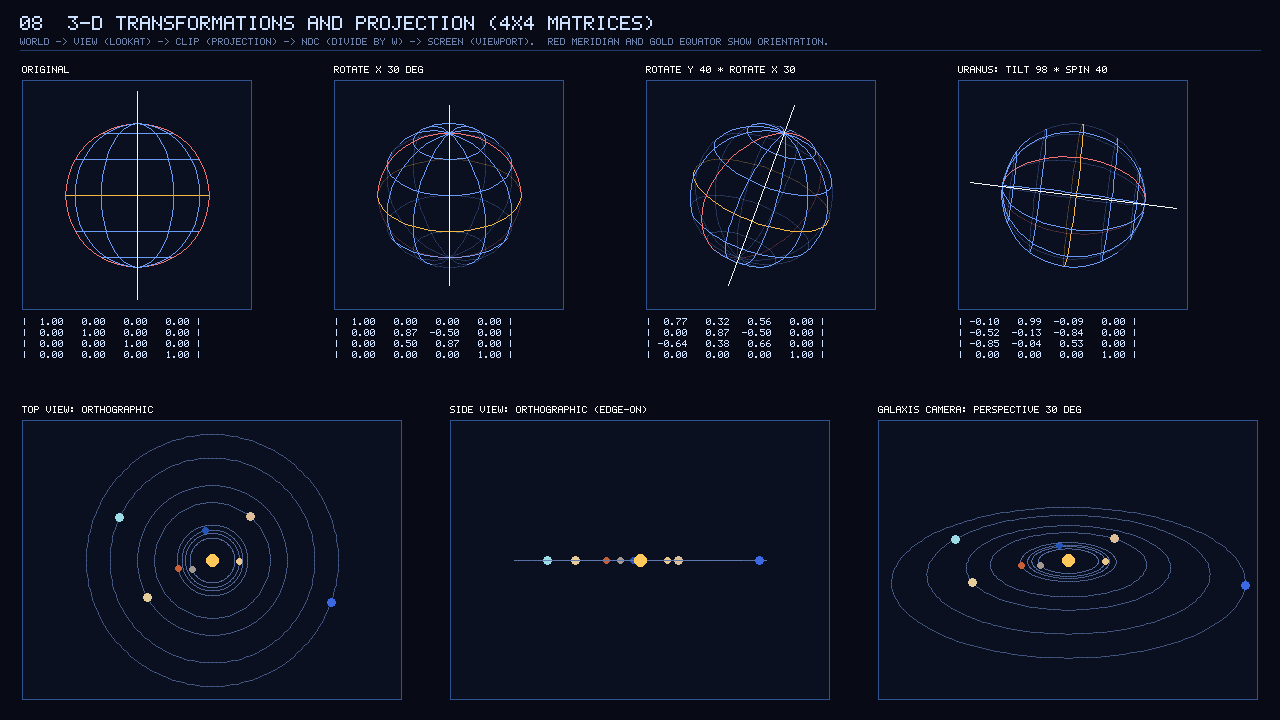 08  3-D TRANSFORMATIONS AND PROJECTION (4X4 MATRICES)
WORLD -> VIEW (LOOKAT) -> CLIP (PROJECTION) -> NDC (DIVIDE BY W) -> SCREEN (VIEWPORT).  RED MERIDIAN AND GOLD EQUATOR SHOW ORIENTATION.
ORIGINAL
| 1.00 0.00 0.00 0.00 |
| 0.00 1.00 0.00 0.00 |
| 0.00 0.00 1.00 0.00 |
| 0.00 0.00 0.00 1.00 |
ROTATE X 30 DEG
| 1.00 0.00 0.00 0.00 |
| 0.00 0.87 -0.50 0.00 |
| 0.00 0.50 0.87 0.00 |
| 0.00 0.00 0.00 1.00 |
ROTATE Y 40 * ROTATE X 30
| 0.77 0.32 0.56 0.00 |
| 0.00 0.87 -0.50 0.00 |
| -0.64 0.38 0.66 0.00 |
| 0.00 0.00 0.00 1.00 |
URANUS: TILT 98 * SPIN 40
| -0.10 0.99 -0.09 0.00 |
| -0.52 -0.13 -0.84 0.00 |
| -0.85 -0.04 0.53 0.00 |
| 0.00 0.00 0.00 1.00 |
TOP VIEW: ORTHOGRAPHIC
SIDE VIEW: ORTHOGRAPHIC (EDGE-ON)
GALAXIS CAMERA: PERSPECTIVE 30 DEG